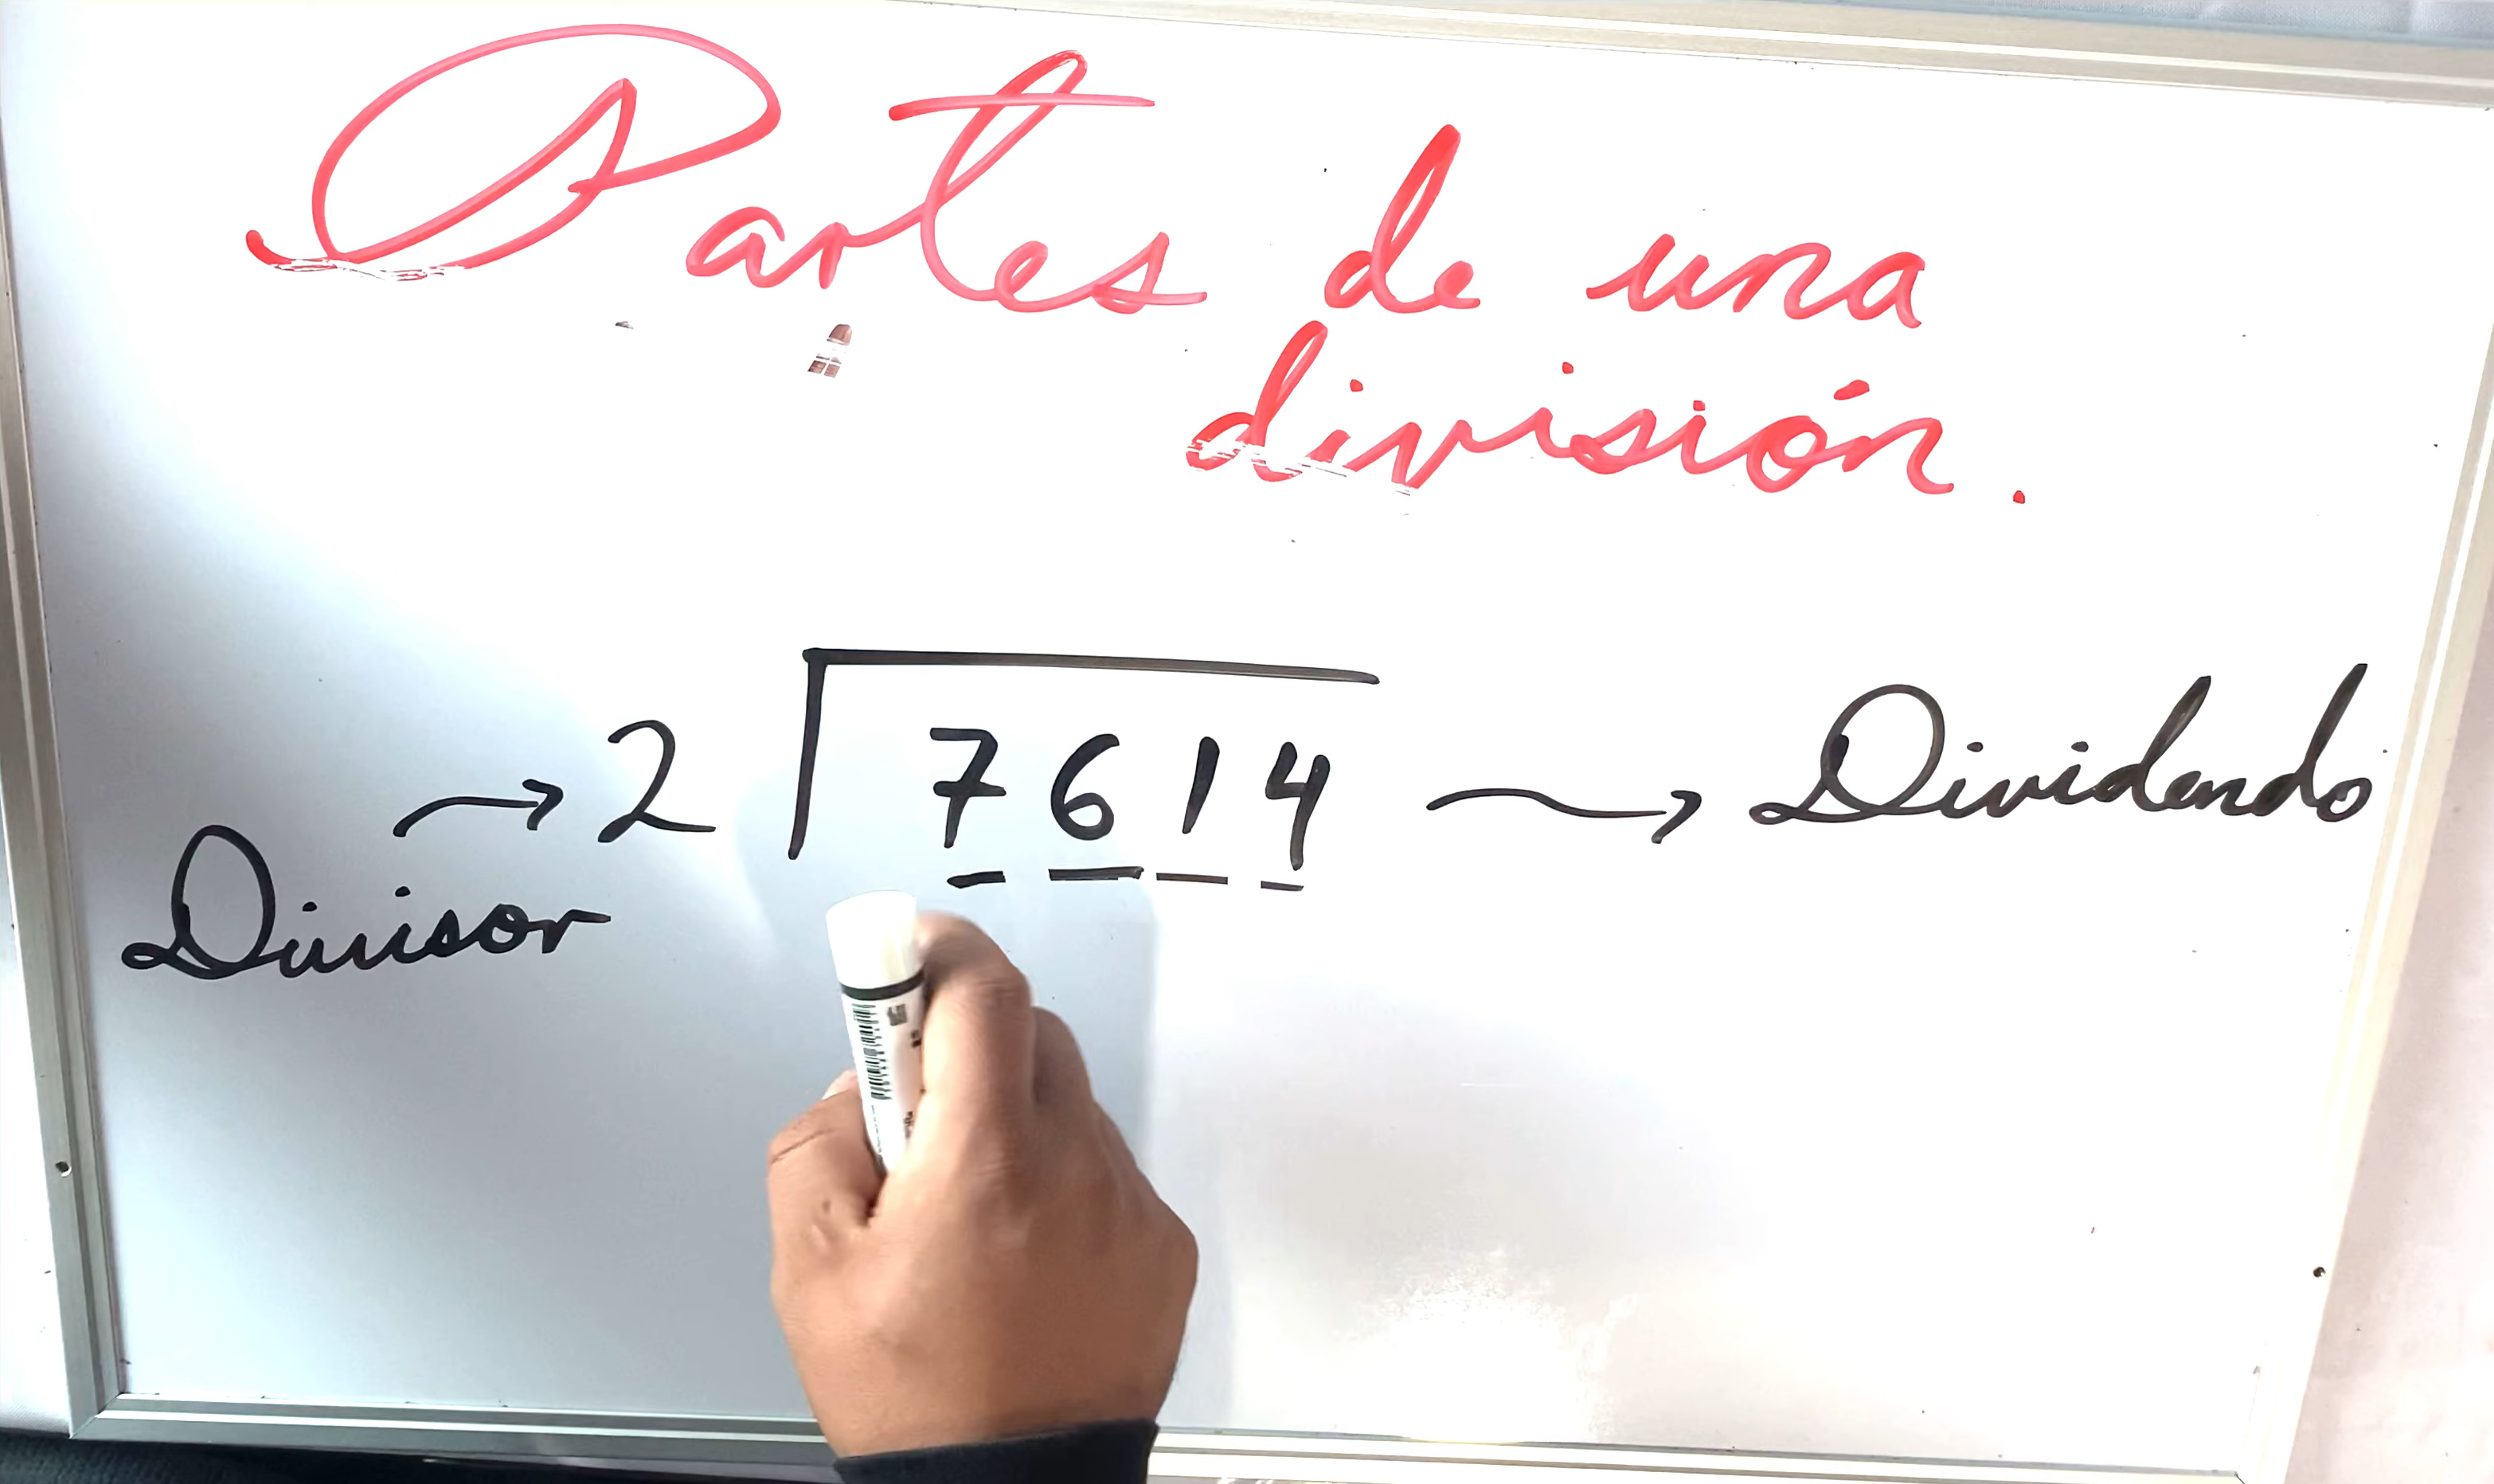 Partes de una
división.
2 7614 → Dividendo
→
Divisor